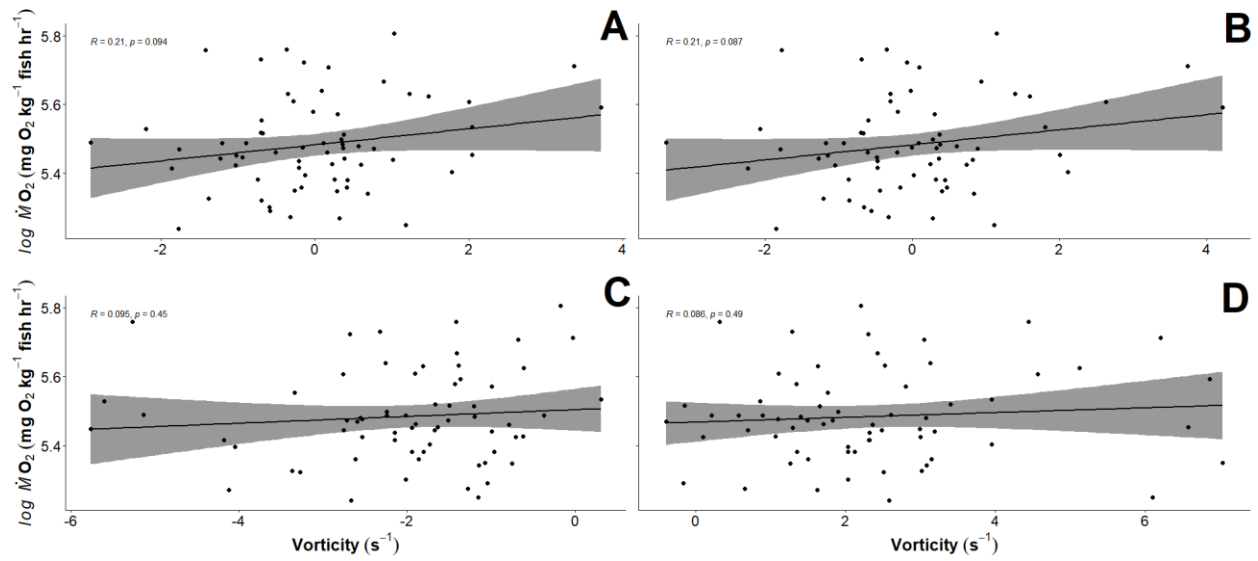 A
B
R = 0.21, p = 0.094
R = 0.21, p = 0.087
log ṀO₂ (mg O₂ kg⁻¹ fish hr⁻¹)
5.8
5.6
5.4
-2
0
2
4
-2
0
2
4
C
D
R = 0.095, p = 0.45
R = 0.086, p = 0.49
log ṀO₂ (mg O₂ kg⁻¹ fish hr⁻¹)
5.8
5.6
5.4
-6
-4
-2
0
0
2
4
6
Vorticity (s⁻¹)
Vorticity (s⁻¹)